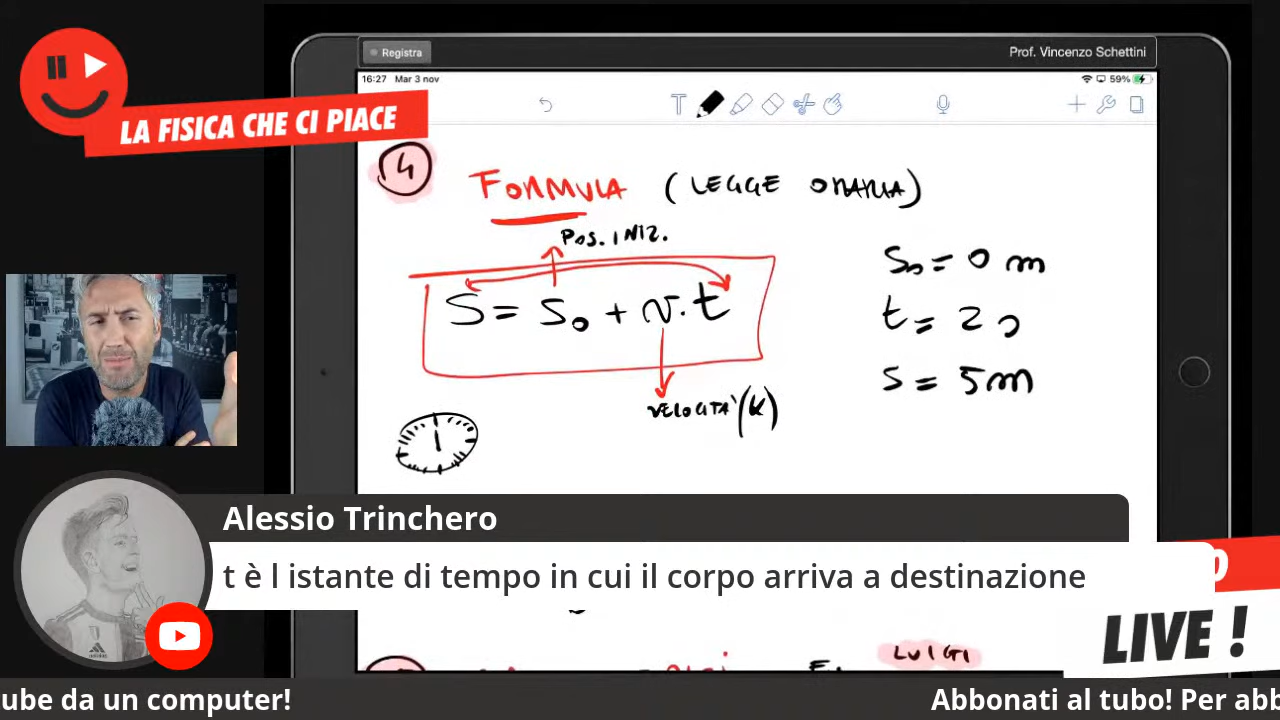 Registra
Prof. Vincenzo Schettini
16:27 Mar 3 nov
59%
LA FISICA CHE CI PIACE
4
FORMULA (LEGGE ORARIA)
POS. INIZ.
S = S₀ + v · t
VELOCITA' (K)
S₀ = 0 m
t = 2 s
S = 5 m
Alessio Trinchero
t è l istante di tempo in cui il corpo arriva a destinazione
LIVE !
LUIGI
ube da un computer!
Abbonati al tubo! Per abb